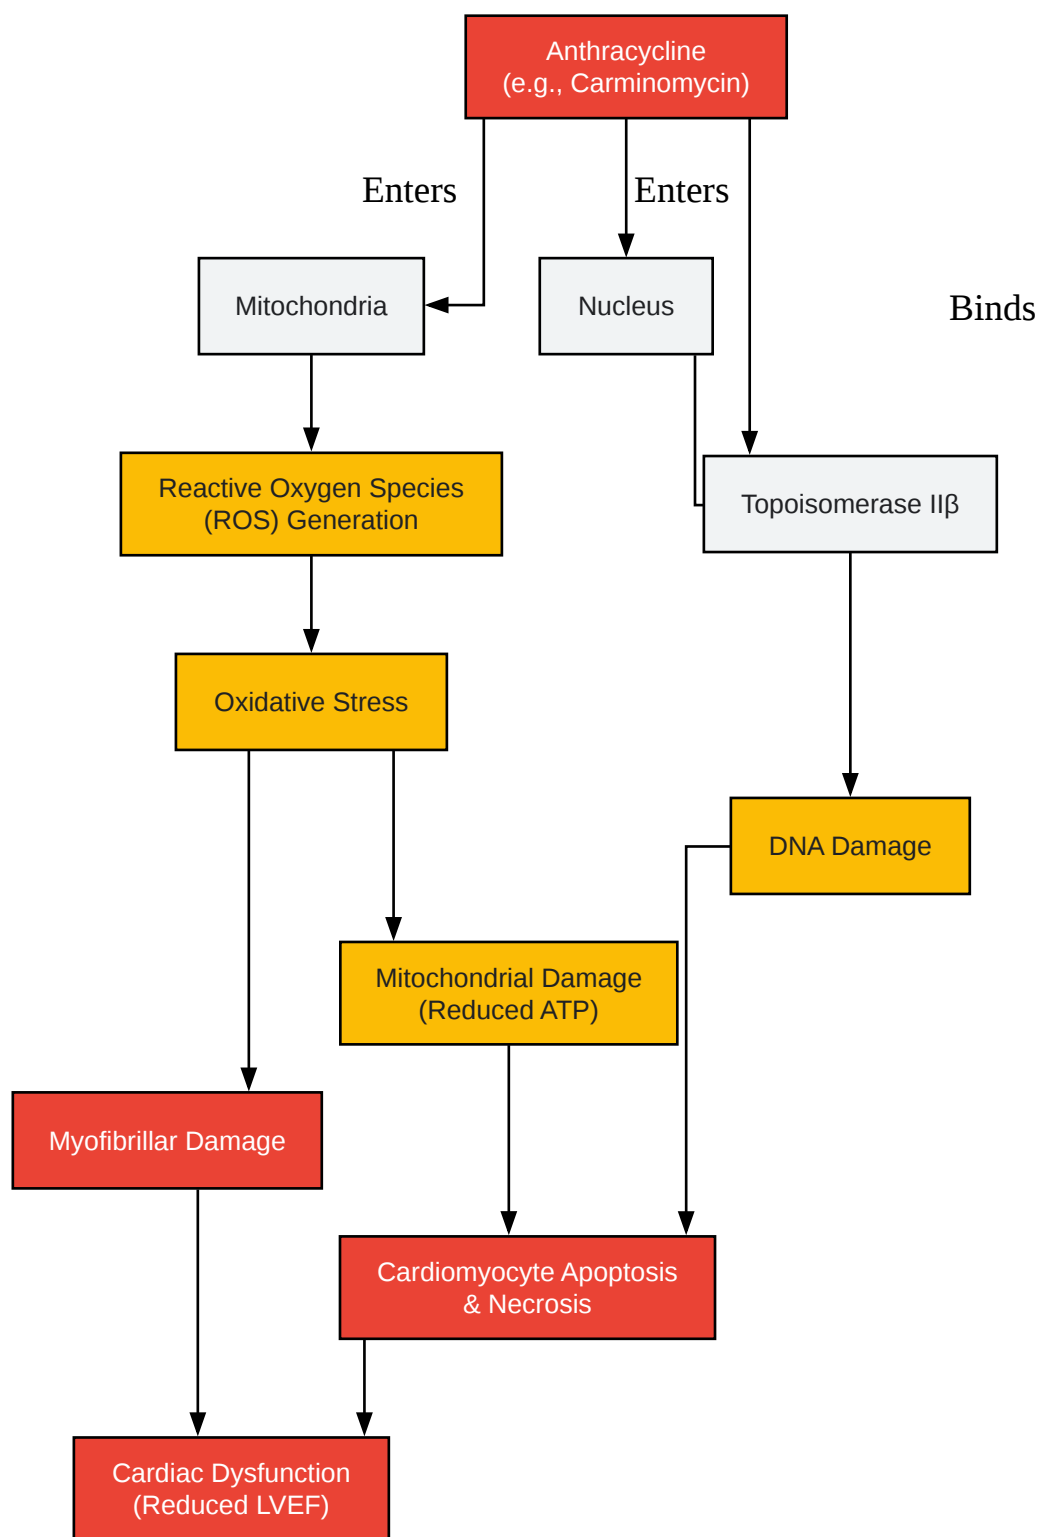 Anthracycline
(e.g., Carminomycin)
Enters
Enters
Mitochondria
Nucleus
Binds
Reactive Oxygen Species
(ROS) Generation
Topoisomerase IIβ
Oxidative Stress
DNA Damage
Mitochondrial Damage
(Reduced ATP)
Myofibrillar Damage
Cardiomyocyte Apoptosis
& Necrosis
Cardiac Dysfunction
(Reduced LVEF)